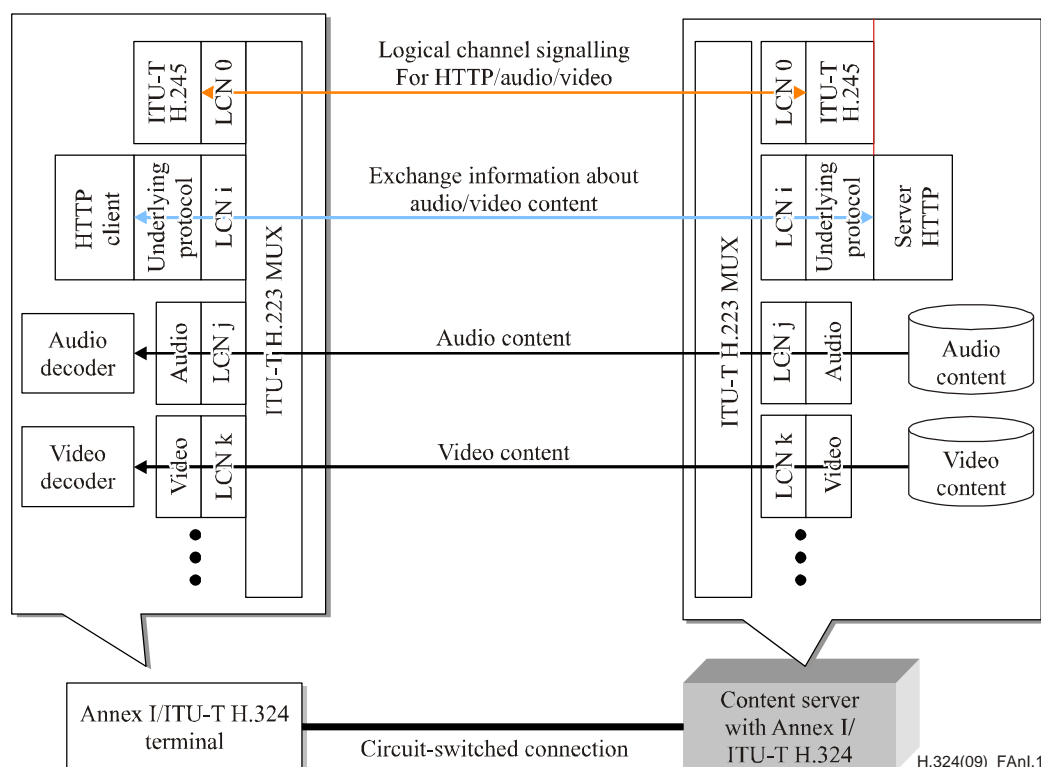 Logical channel signalling
For HTTP/audio/video
ITU-T
H.245
LCN 0
LCN 0
ITU-T
H.245
Exchange information about
audio/video content
HTTP
client
Underlying
protocol
LCN i
LCN i
Underlying
protocol
Server
HTTP
ITU-T H.223 MUX
ITU-T H.223 MUX
Audio
decoder
Audio
LCN j
Audio content
LCN j
Audio
Audio
content
Video
decoder
Video
LCN k
Video content
LCN k
Video
Video
content
Annex I/ITU-T H.324
terminal
Circuit-switched connection
Content server
with Annex I/
ITU-T H.324
H.324(09)_FAnI.1